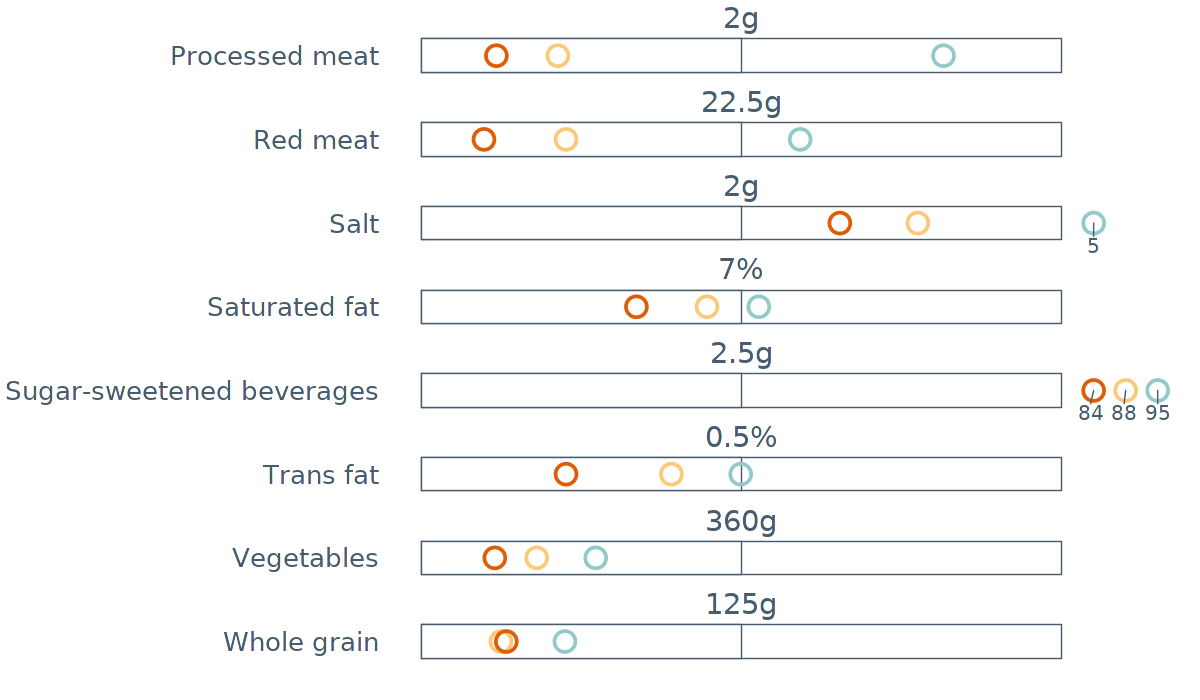 2g
Processed meat
22.5g
Red meat
2g
Salt
5
7%
Saturated fat
2.5g
Sugar-sweetened beverages
84 88 95
0.5%
Trans fat
360g
Vegetables
125g
Whole grain